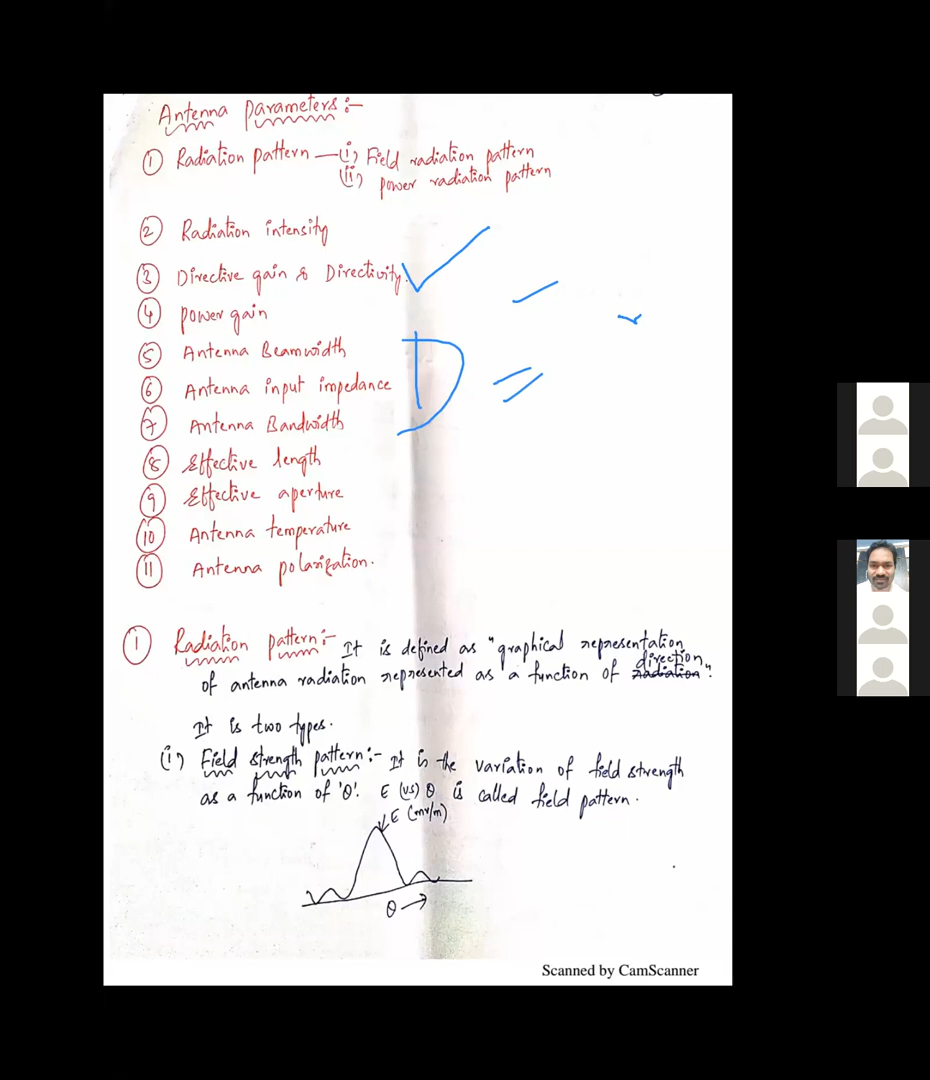 Antenna parameters:-
① Radiation pattern — (i) Field radiation pattern
(ii) power radiation pattern
② Radiation intensity
③ Directive gain & Directivity.
④ power gain
⑤ Antenna Beamwidth
⑥ Antenna input impedance
⑦ Antenna Bandwidth
⑧ Effective length
⑨ Effective aperture
⑩ Antenna temperature
⑪ Antenna polarization.
D =
① Radiation pattern:- It is defined as "graphical representation
of antenna radiation represented as a function of radiation direction".
It is two types.
(i) Field strength pattern:- It is the variation of field strength
as a function of 'θ'. E (vs) θ is called field pattern.
E (mv/m)
θ →
Scanned by CamScanner